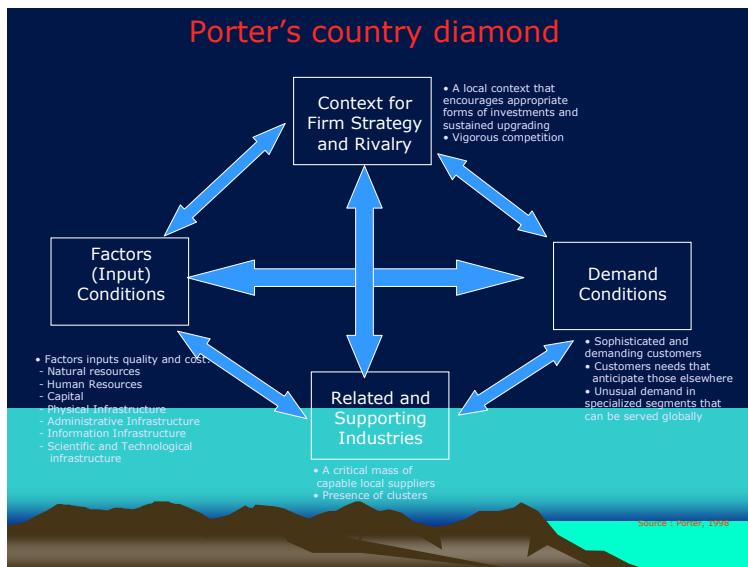 Porter's country diamond
Context for
Firm Strategy
and Rivalry
• A local context that
encourages appropriate
forms of investments and
sustained upgrading
• Vigorous competition
Factors
(Input)
Conditions
Demand
Conditions
• Factors inputs quality and cost:
- Natural resources
- Human Resources
- Capital
- Physical Infrastructure
- Administrative Infrastructure
- Information Infrastructure
- Scientific and Technological
infrastructure
Related and
Supporting
Industries
• A critical mass of
capable local suppliers
• Presence of clusters
• Sophisticated and
demanding customers
• Customers needs that
anticipate those elsewhere
• Unusual demand in
specialized segments that
can be served globally
Source : Porter, 1998